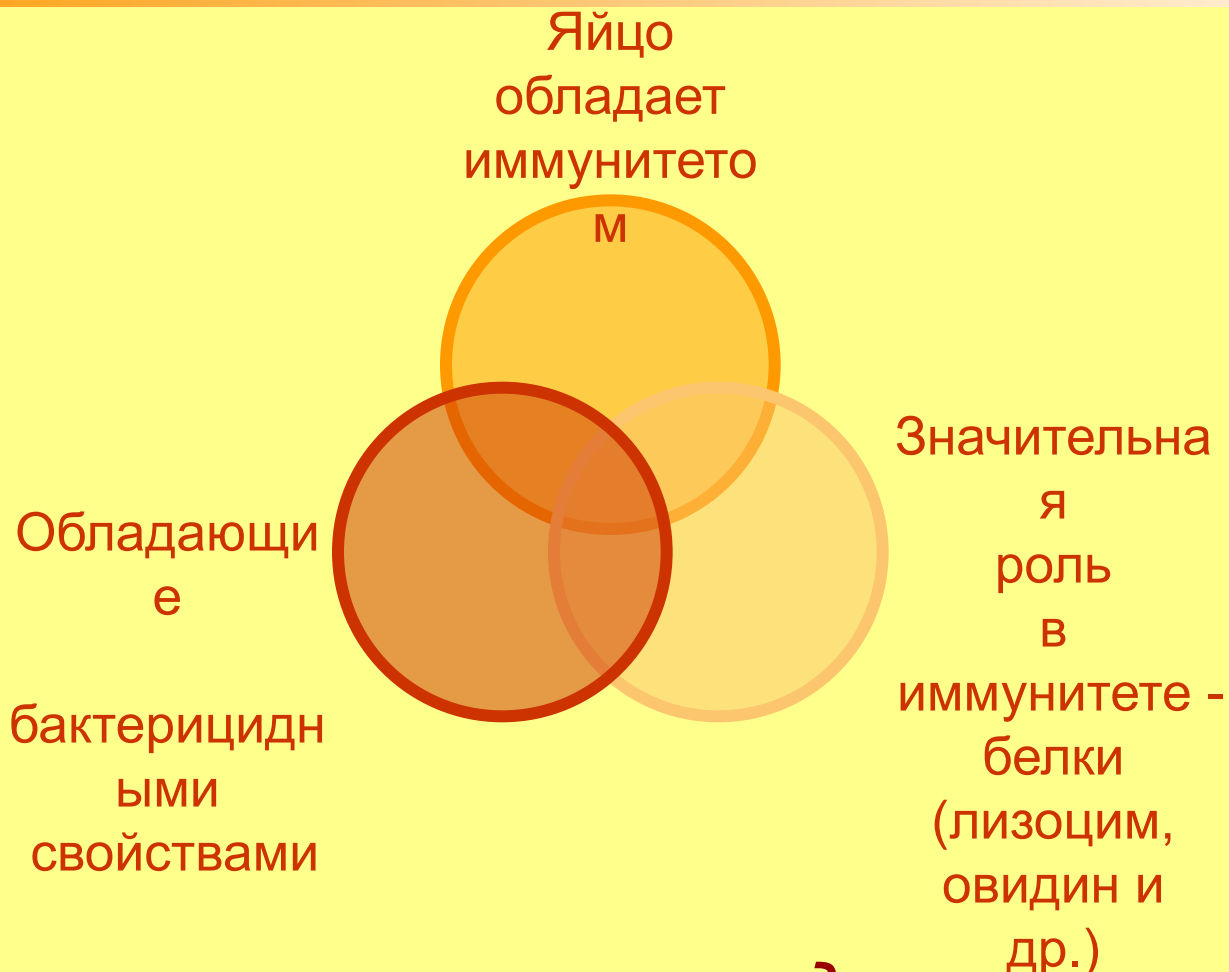 Яйцо
обладает
иммунитето
м
Значительна
я
роль
в
иммунитете -
белки
(лизоцим,
овидин и
др.)
Обладающи
е
бактерицидн
ыми
свойствами